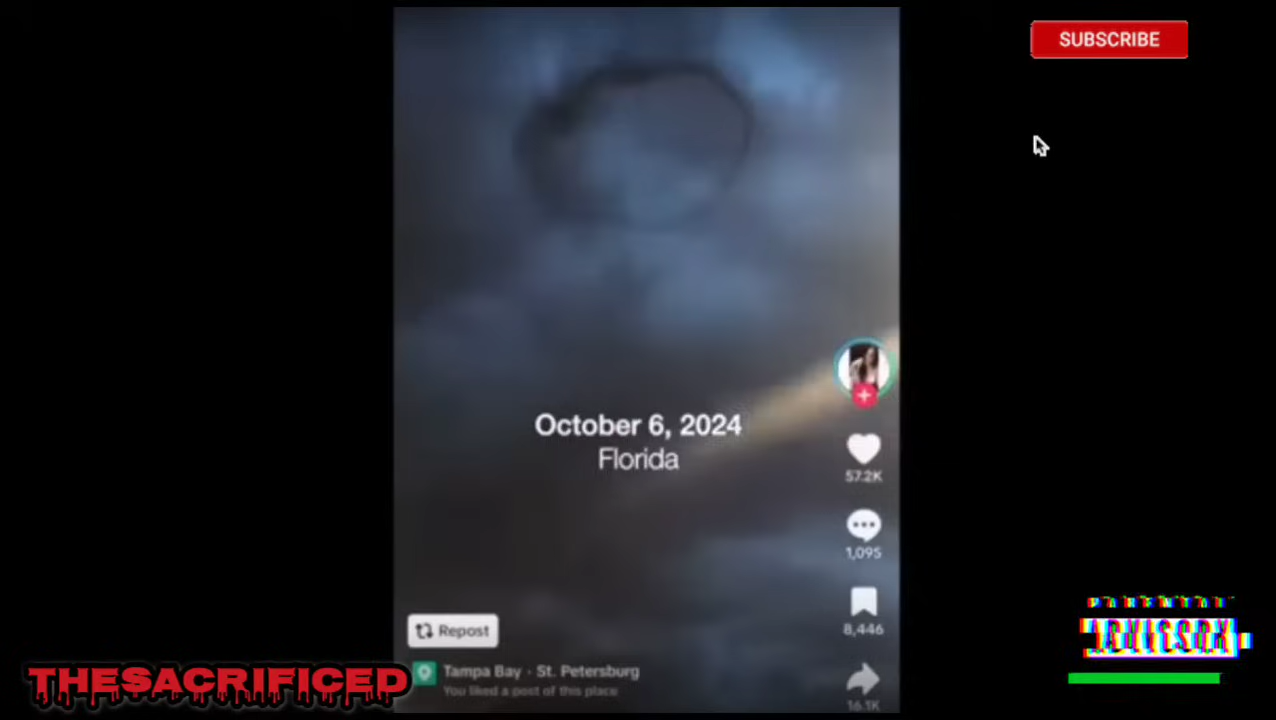 SUBSCRIBE
October 6, 2024
Florida
57.2K
1,095
8,446
Repost
Tampa Bay · St. Petersburg
You liked a post of this place
16.1K
THESACRIFICED